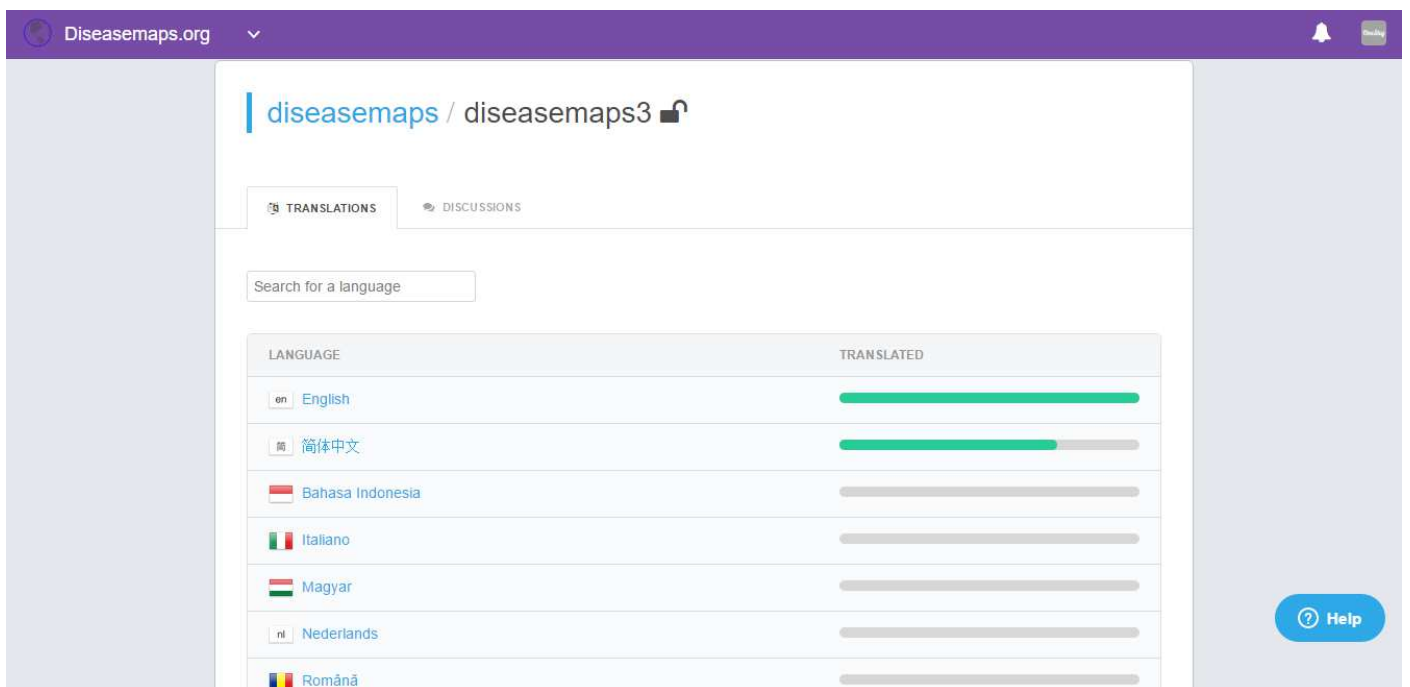 Diseasemaps.org
diseasemaps / diseasemaps3
TRANSLATIONS DISCUSSIONS
Search for a language
LANGUAGE TRANSLATED
en English
简 简体中文
Bahasa Indonesia
Italiano
Magyar
nl Nederlands
Română
? Help